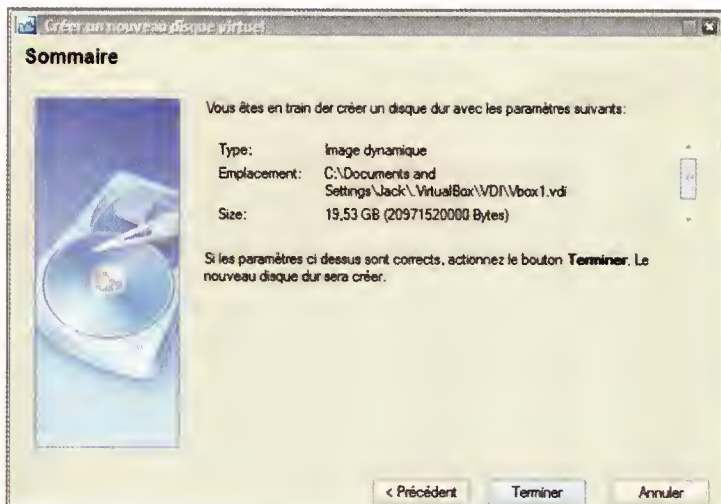 Créer un nouveau disque virtuel
Sommaire
Vous êtes en train der créer un disque dur avec les paramètres suivants:
Type: Image dynamique
Emplacement: C:\Documents and
Settings\Jack\.VirtualBox\VDI\Vbox1.vdi
Size: 19,53 GB (20971520000 Bytes)
Si les paramètres ci dessus sont corrects, actionnez le bouton Terminer. Le
nouveau disque dur sera créer.
< Précédent Terminer Annuler